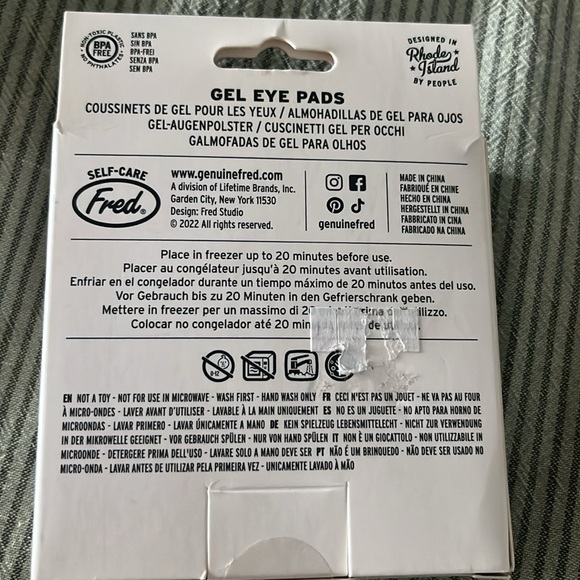 NON-TOXIC PLASTIC
BPA
FREE
NO PHTHALATES
SANS BPA
SIN BPA
BPA-FREI
SENZA BPA
SEM BPA
DESIGNED IN
Rhode
Island
BY PEOPLE
GEL EYE PADS
COUSSINETS DE GEL POUR LES YEUX / ALMOHADILLAS DE GEL PARA OJOS
GEL-AUGENPOLSTER / CUSCINETTI GEL PER OCCHI
GALMOFADAS DE GEL PARA OLHOS
SELF-CARE
Fred®
www.genuinefred.com
A division of Lifetime Brands, Inc.
Garden City, New York 11530
Design: Fred Studio
© 2022 All rights reserved.
genuinefred
MADE IN CHINA
FABRIQUÉ EN CHINE
HECHO EN CHINA
HERGESTELLT IN CHINA
FABBRICATO IN CINA
FABRICADO NA CHINA
Place in freezer up to 20 minutes before use.
Placer au congélateur jusqu'à 20 minutes avant utilisation.
Enfriar en el congelador durante un tiempo máximo de 20 minutos antes del uso.
Vor Gebrauch bis zu 20 Minuten in den Gefrierschrank geben.
Mettere in freezer per un massimo di
Colocar no congelador até 20
EN NOT A TOY - NOT FOR USE IN MICROWAVE - WASH FIRST - HAND WASH ONLY FR CECI N'EST PAS UN JOUET - NE VA PAS AU FOUR
À MICRO-ONDES - LAVER AVANT D'UTILISER - LAVABLE À LA MAIN UNIQUEMENT ES NO ES UN JUGUETE - NO APTO PARA HORNO DE
MICROONDAS - LAVAR PRIMERO - LAVAR ÚNICAMENTE A MANO DE KEIN SPIELZEUG LEBENSMITTELECHT - NICHT ZUR VERWENDUNG
IN DER MIKROWELLE GEEIGNET - VOR GEBRAUCH SPÜLEN - NUR VON HAND SPÜLEN IT NON È UN GIOCATTOLO - NON UTILIZZABILE IN
MICROONDE - DETERGERE PRIMA DELL'USO - LAVARE SOLO A MANO DEVE SER PT NÃO É UM BRINQUEDO - NÃO DEVE SER USADO NO
MICRO-ONDA - LAVAR ANTES DE UTILIZAR PELA PRIMEIRA VEZ - UNICAMENTE LAVADO À MÃO